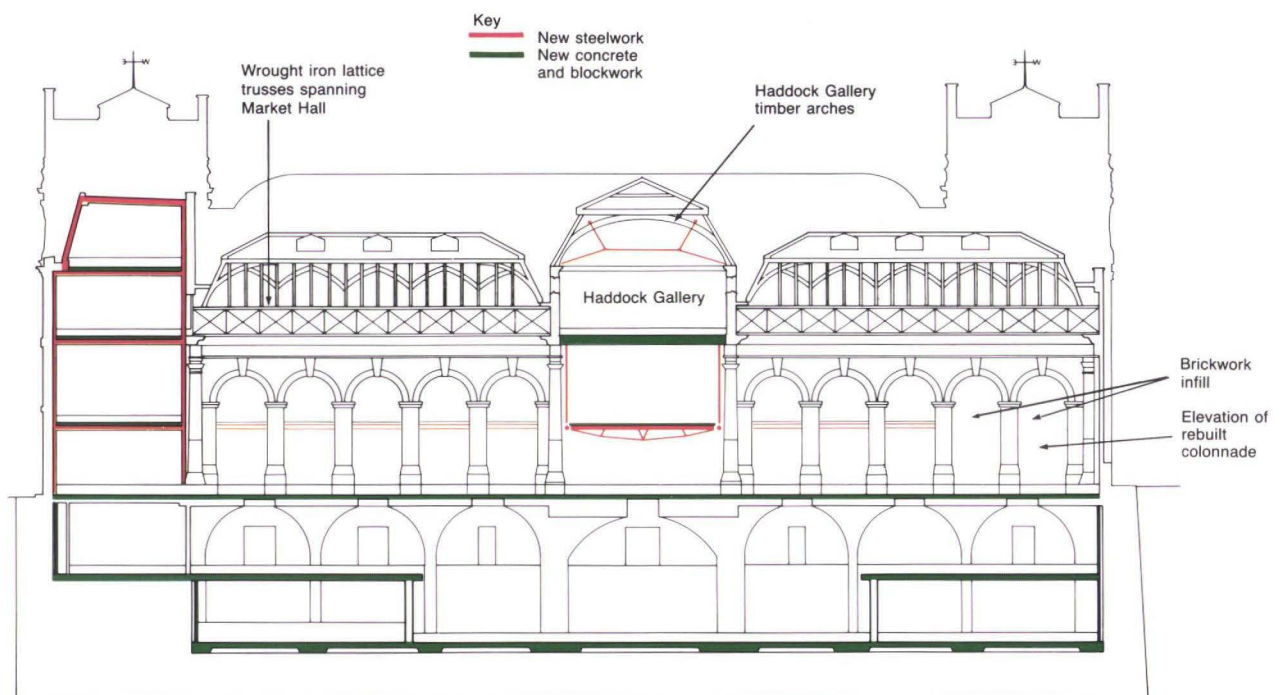 Key
New steelwork
New concrete
and blockwork
Wrought iron lattice
trusses spanning
Market Hall
Haddock Gallery
timber arches
Haddock Gallery
Brickwork
infill
Elevation of
rebuilt
colonnade